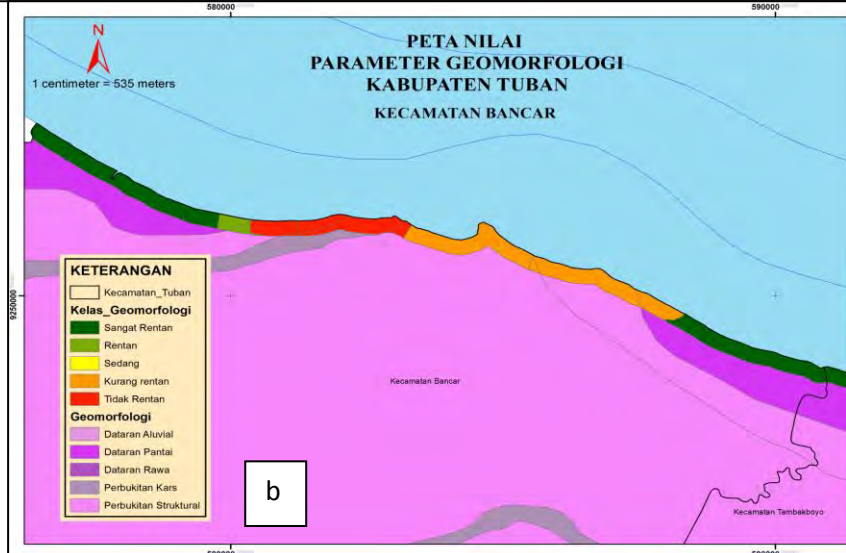 580000
590000
N
1 centimeter = 535 meters
PETA NILAI
PARAMETER GEOMORFOLOGI
KABUPATEN TUBAN
KECAMATAN BANCAR
9250000
KETERANGAN
Kecamatan_Tuban
Kelas_Geomorfologi
Sangat Rentan
Rentan
Sedang
Kurang rentan
Tidak Rentan
Geomorfologi
Dataran Aluvial
Dataran Pantai
Dataran Rawa
Perbukitan Kars
Perbukitan Struktural
Kecamatan Bancar
b
Kecamatan Tambakboyo